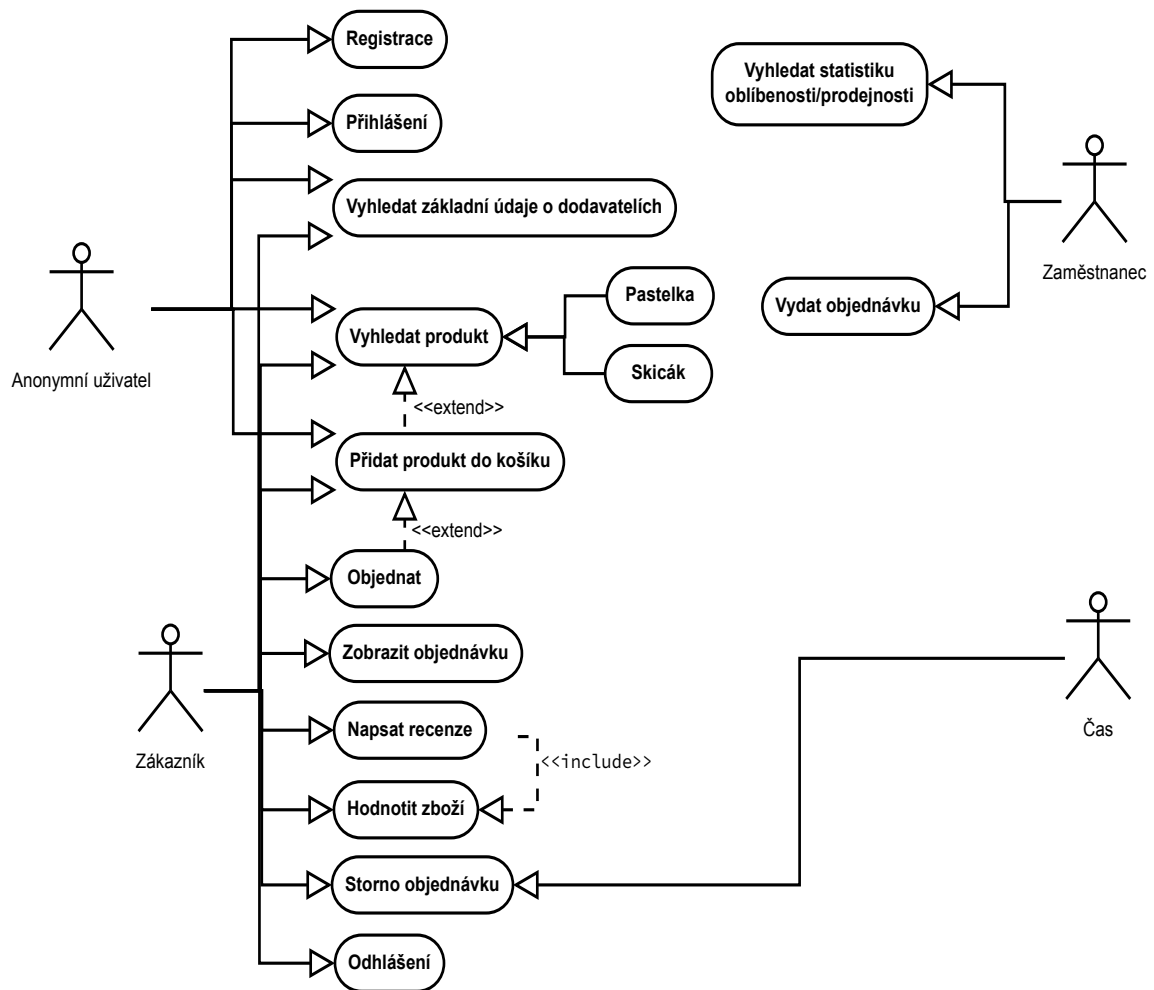 Registrace
Vyhledat statistiku
oblíbenosti/prodejnosti
Přihlášení
Vyhledat základní údaje o dodavatelích
Zaměstnanec
Pastelka
Vydat objednávku
Vyhledat produkt
Anonymní uživatel
Skicák
<<extend>>
Přidat produkt do košíku
<<extend>>
Objednat
Zobrazit objednávku
Napsat recenze
Čas
Zákazník
<<include>>
Hodnotit zboží
Storno objednávku
Odhlášení